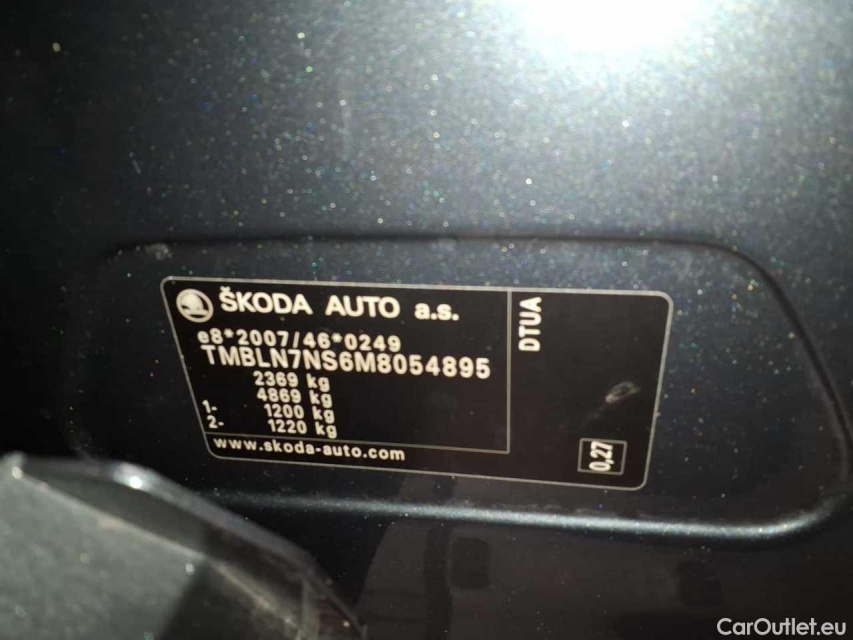 ŠKODA AUTO a.s.
e8*2007/46*0249
TMBLN7NS6M8054895
2369 kg
4869 kg
1- 1200 kg
2- 1220 kg
www.skoda-auto.com
DTUA
0,27
CarOutlet.eu